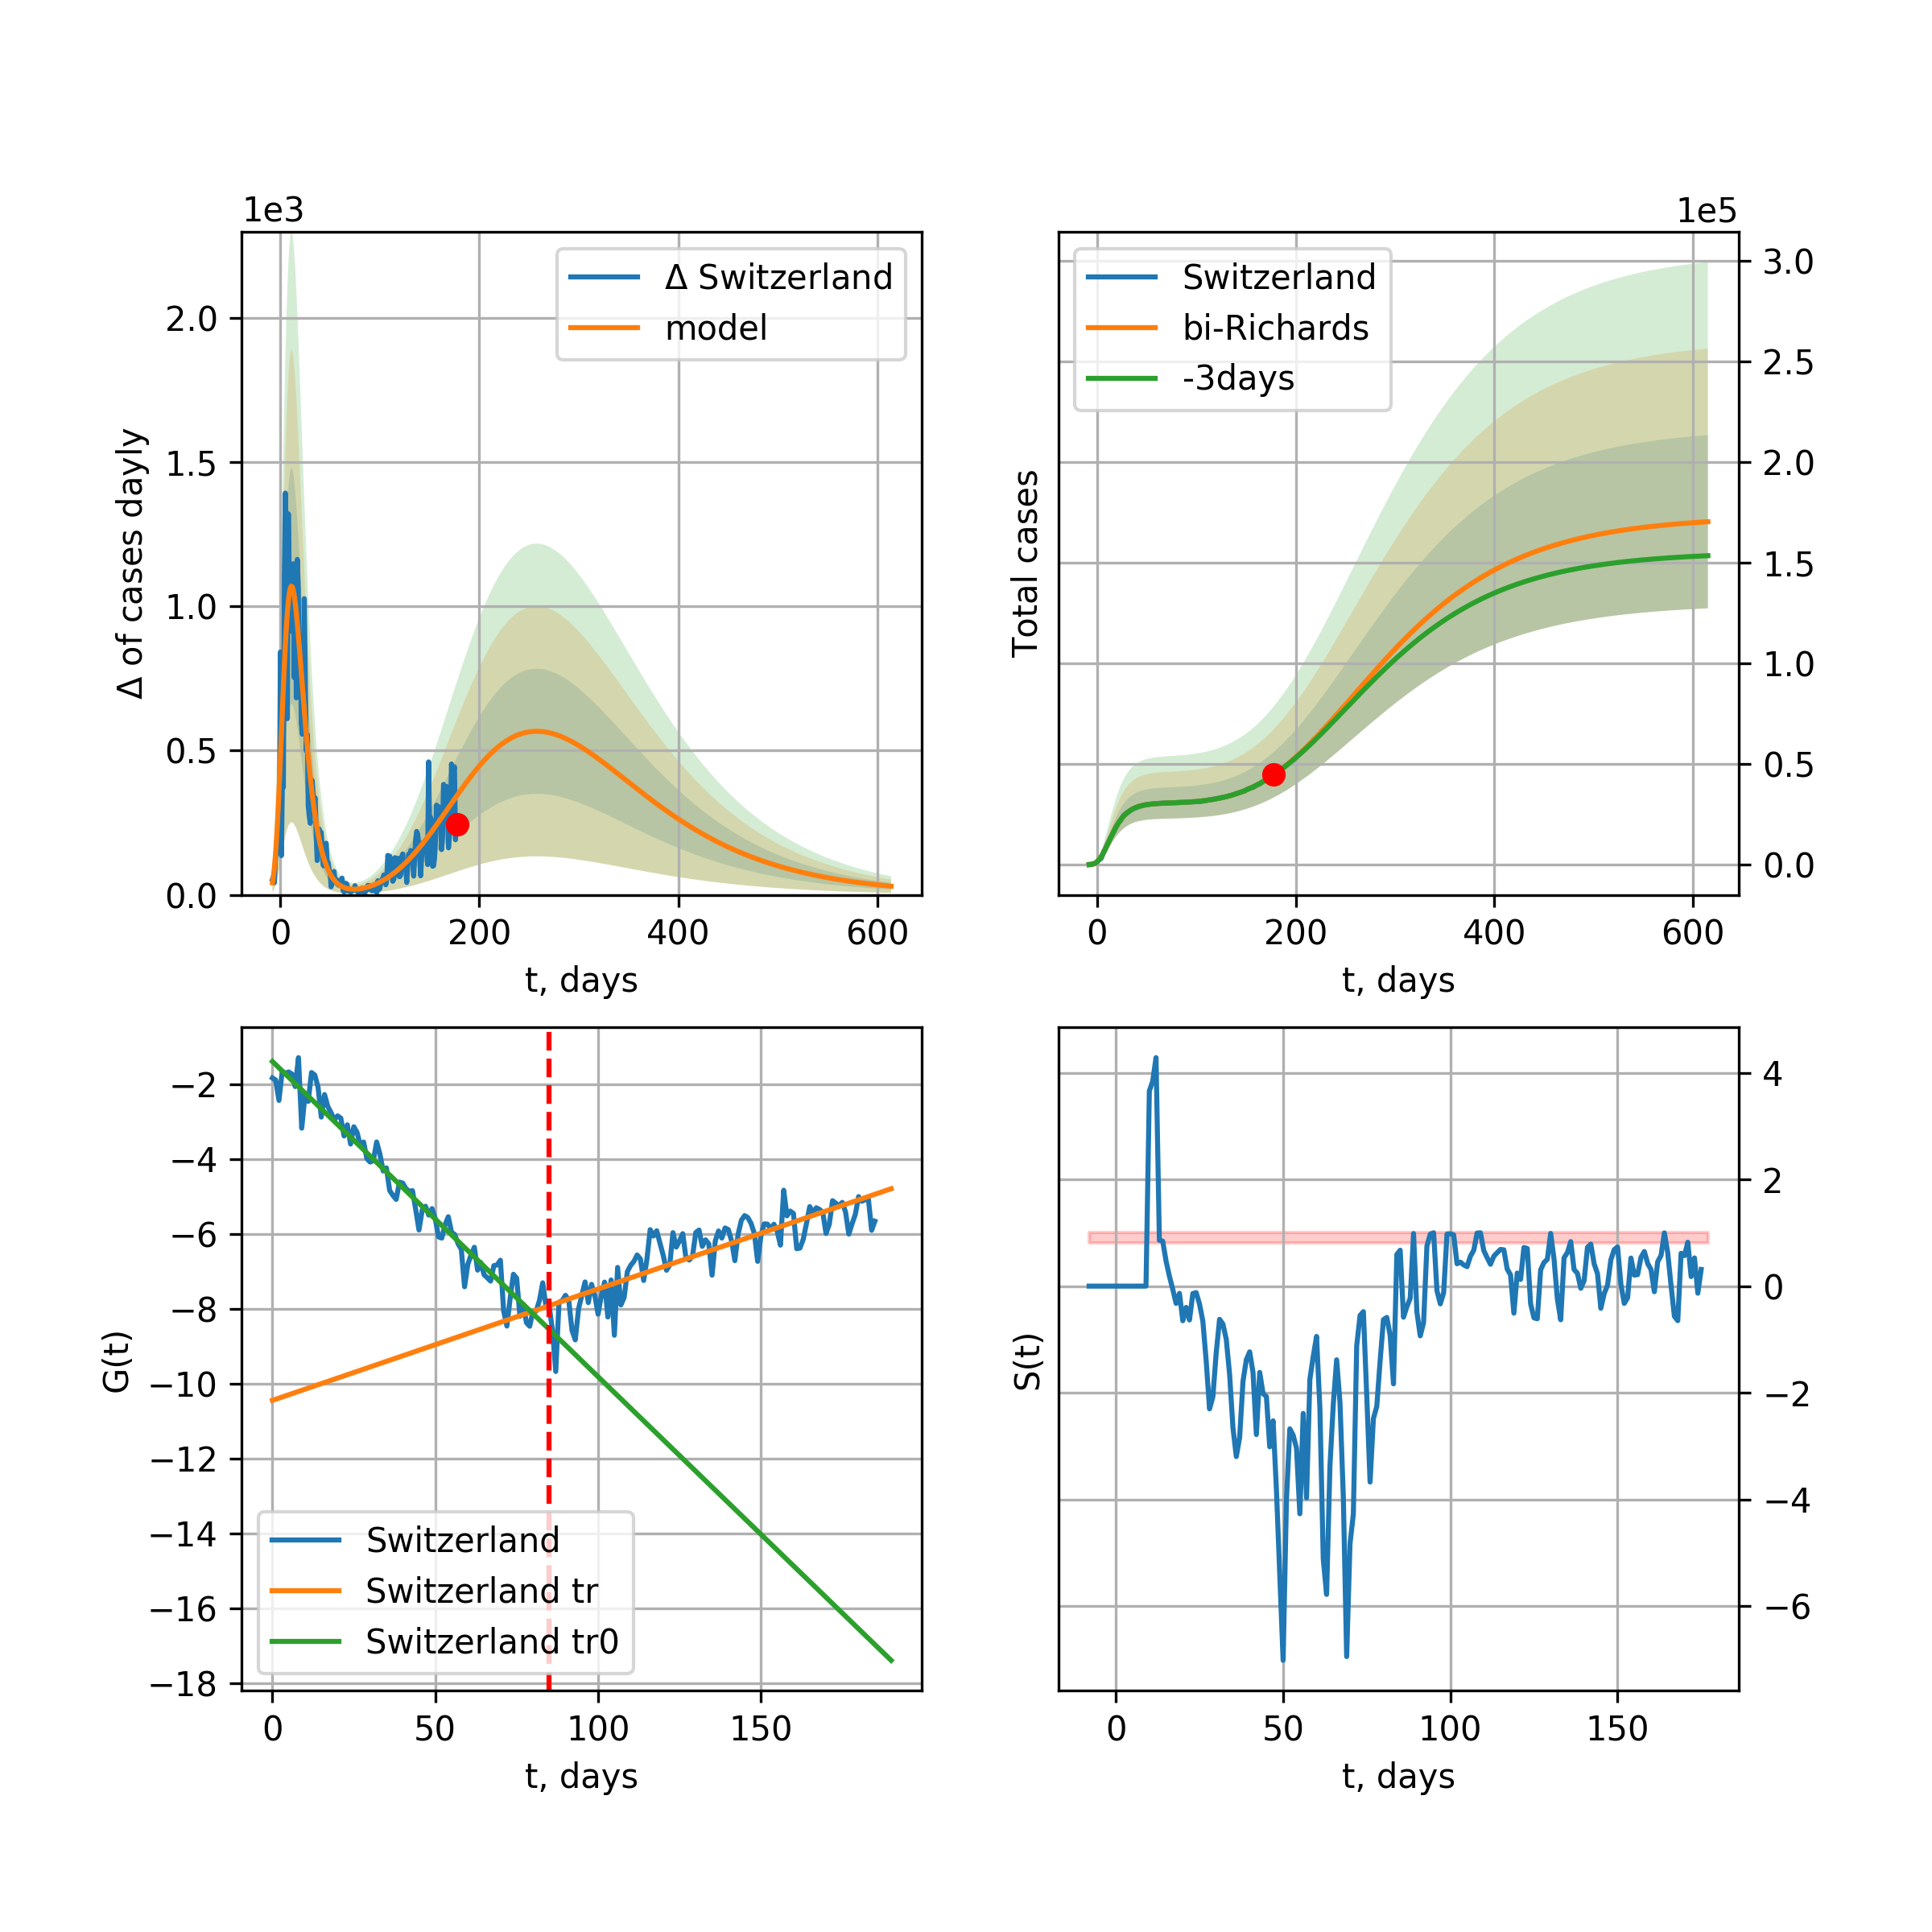 1e3
Δ Switzerland
model
2.0
1.5
1.0
0.5
0.0
Δ of cases dayly
0 200 400 600
t, days
1e5
Switzerland
bi-Richards
-3days
3.0
2.5
2.0
1.5
1.0
0.5
0.0
Total cases
0 200 400 600
t, days
−2
−4
−6
−8
−10
−12
−14
−16
−18
G(t)
Switzerland
Switzerland tr
Switzerland tr0
0 50 100 150
t, days
4
2
0
−2
−4
−6
S(t)
0 50 100 150
t, days